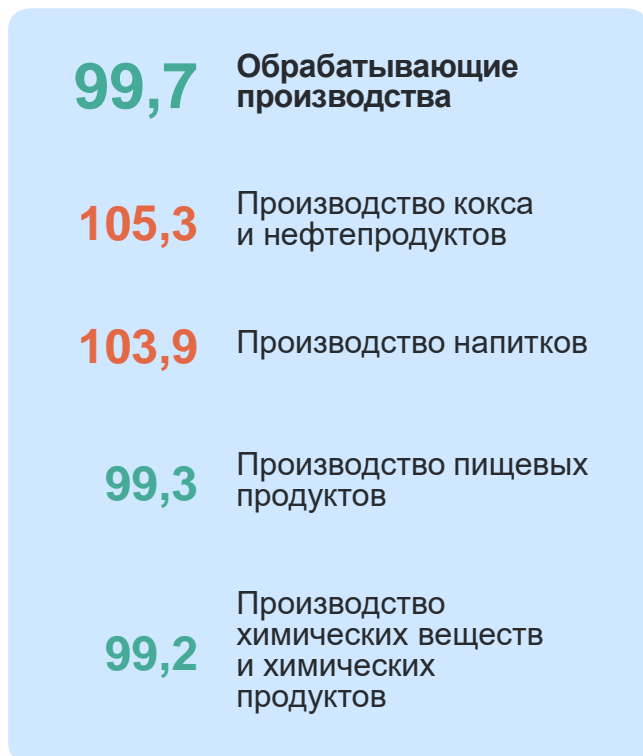 99,7
Обрабатывающие
производства
105,3
Производство кокса
и нефтепродуктов
103,9
Производство напитков
99,3
Производство пищевых
продуктов
99,2
Производство
химических веществ
и химических
продуктов